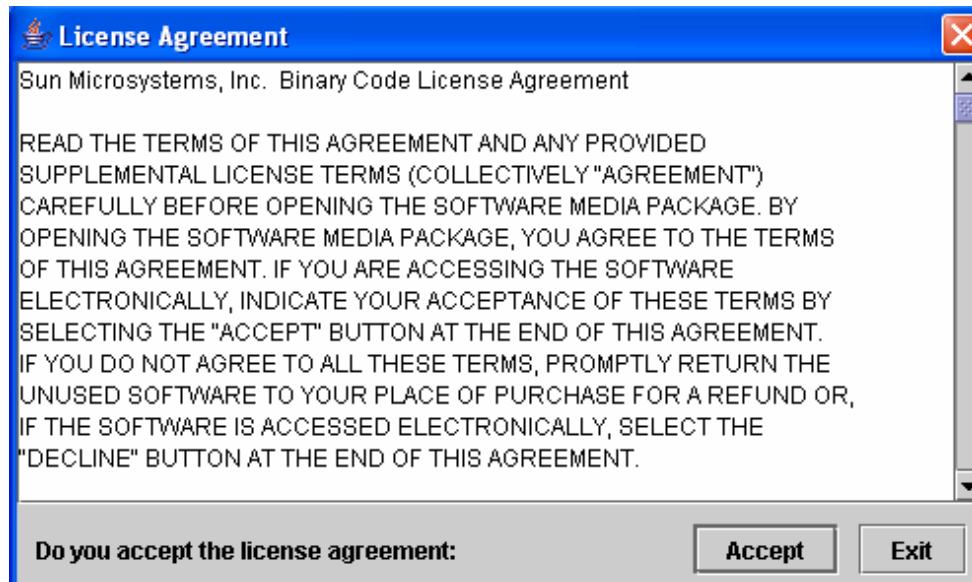 License Agreement
Sun Microsystems, Inc.  Binary Code License Agreement
READ THE TERMS OF THIS AGREEMENT AND ANY PROVIDED
SUPPLEMENTAL LICENSE TERMS (COLLECTIVELY "AGREEMENT")
CAREFULLY BEFORE OPENING THE SOFTWARE MEDIA PACKAGE. BY
OPENING THE SOFTWARE MEDIA PACKAGE, YOU AGREE TO THE TERMS
OF THIS AGREEMENT. IF YOU ARE ACCESSING THE SOFTWARE
ELECTRONICALLY, INDICATE YOUR ACCEPTANCE OF THESE TERMS BY
SELECTING THE "ACCEPT" BUTTON AT THE END OF THIS AGREEMENT.
IF YOU DO NOT AGREE TO ALL THESE TERMS, PROMPTLY RETURN THE
UNUSED SOFTWARE TO YOUR PLACE OF PURCHASE FOR A REFUND OR,
IF THE SOFTWARE IS ACCESSED ELECTRONICALLY, SELECT THE
"DECLINE" BUTTON AT THE END OF THIS AGREEMENT.
Do you accept the license agreement: Accept Exit